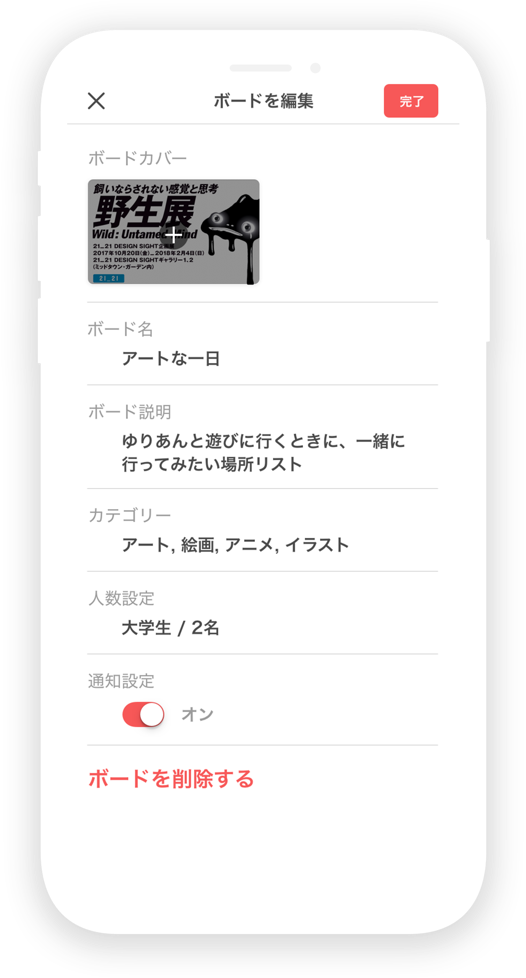 ボードを編集
完了
ボードカバー
飼いならされない感覚と思考
野生展
Wild : Untamed Mind
21_21 DESIGN SIGHT企画展
2017年10月20日(金)_2018年2月4日(日)
21_21 DESIGN SIGHTギャラリー1、2
(ミッドタウン・ガーデン内)
21_21
ボード名
アートな一日
ボード説明
ゆりあんと遊びに行くときに、一緒に
行ってみたい場所リスト
カテゴリー
アート, 絵画, アニメ, イラスト
人数設定
大学生 / 2名
通知設定
オン
ボードを削除する